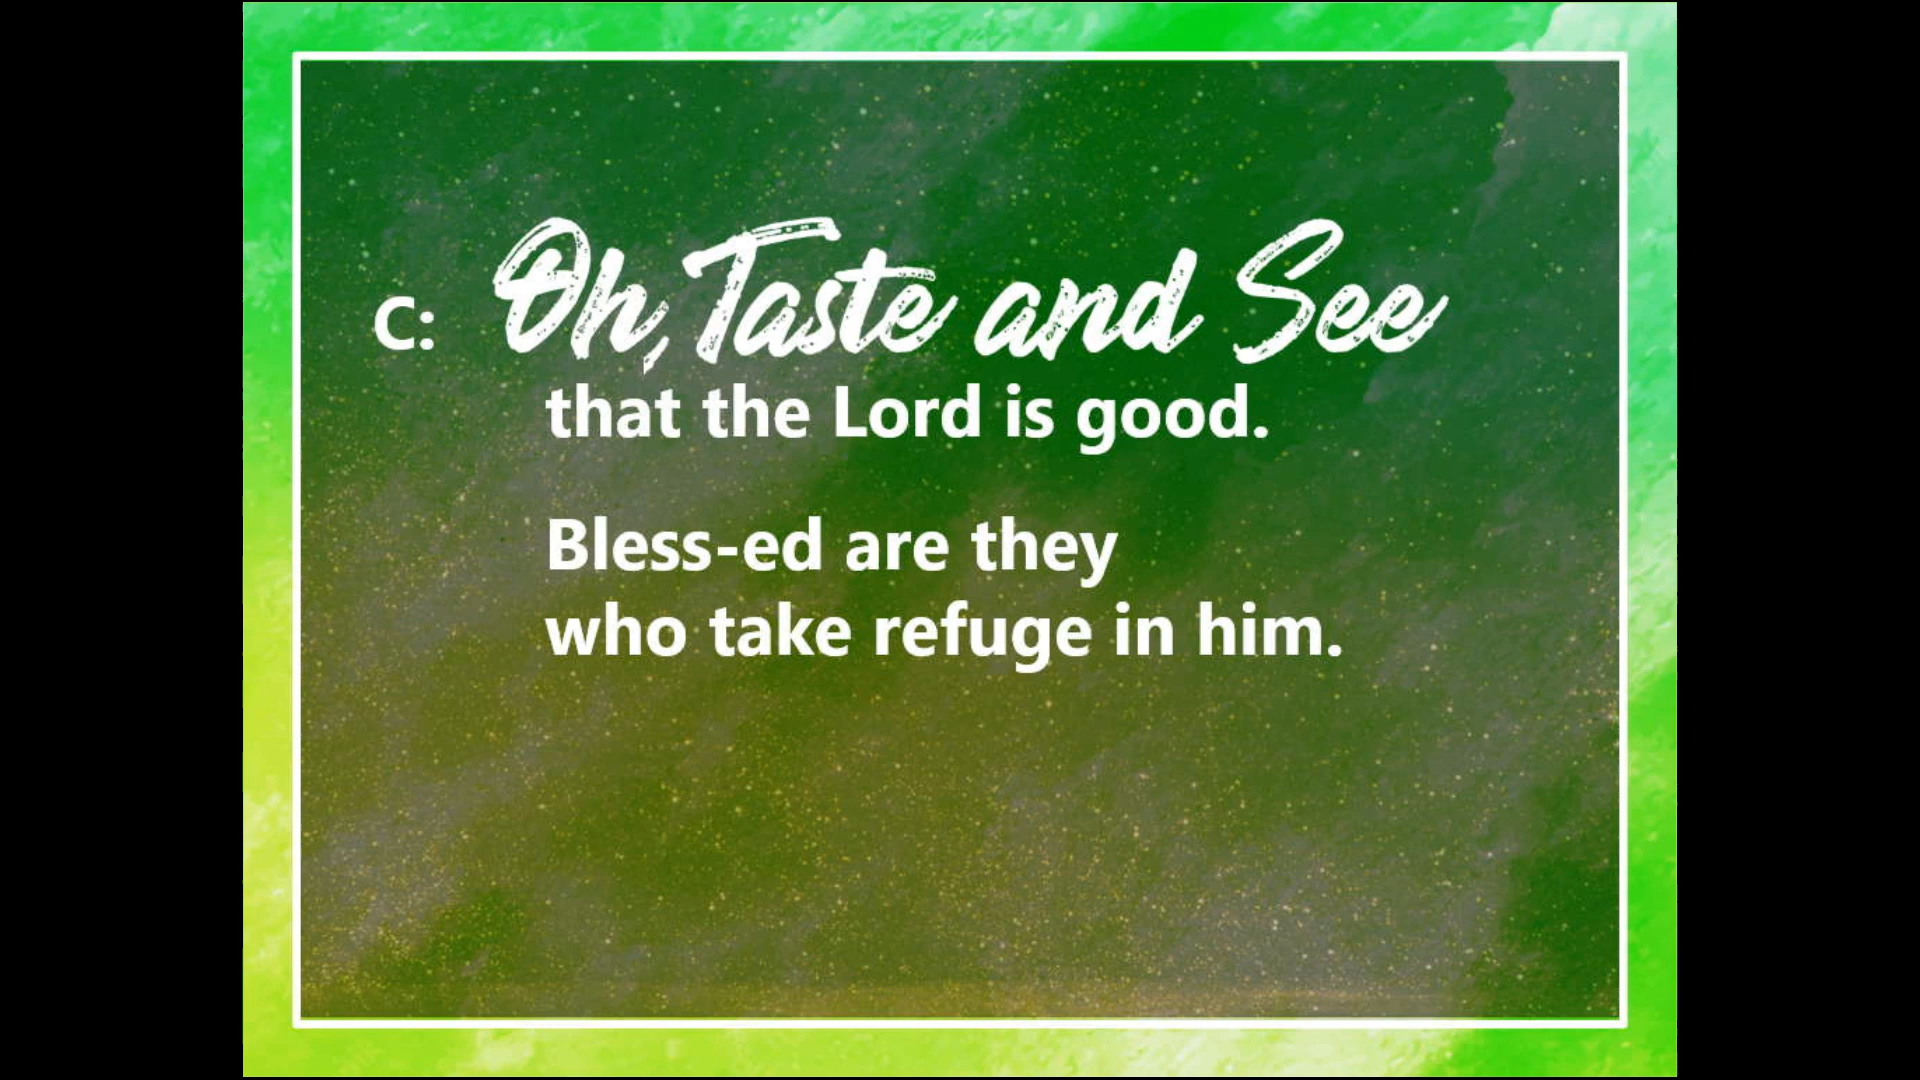 C: Oh, Taste and See
that the Lord is good.
Bless-ed are they
who take refuge in him.